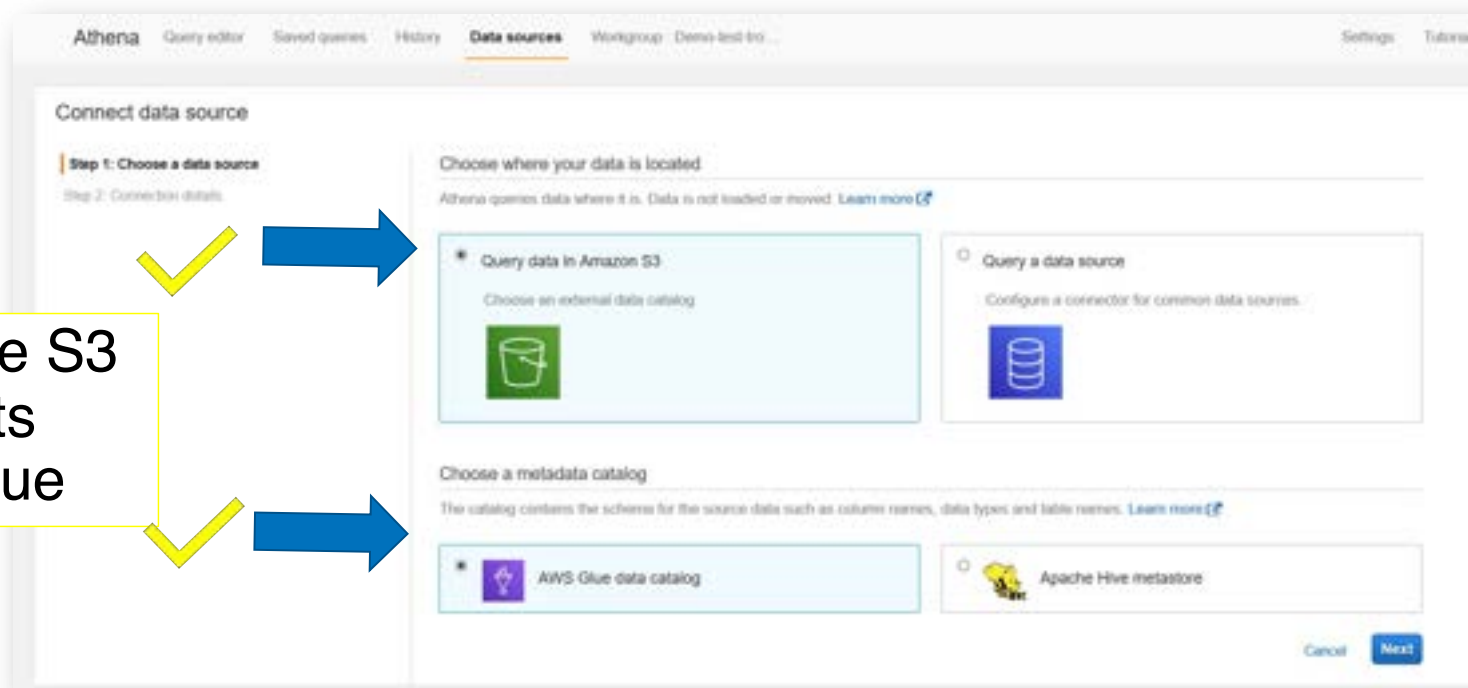 Athena Query editor Saved queries History Data sources Workgroup Demo-test-tro... Settings Tutoria
Connect data source
Step 1: Choose a data source
Step 2: Connection details
Choose where your data is located
Athena queries data where it is. Data is not loaded or moved. Learn more
Query data in Amazon S3
Choose an external data catalog
Query a data source
Configure a connector for common data sources
e S3
ts
ue
Choose a metadata catalog
The catalog contains the schema for the source data such as column names, data types and table names. Learn more
AWS Glue data catalog
Apache Hive metastore
Cancel Next